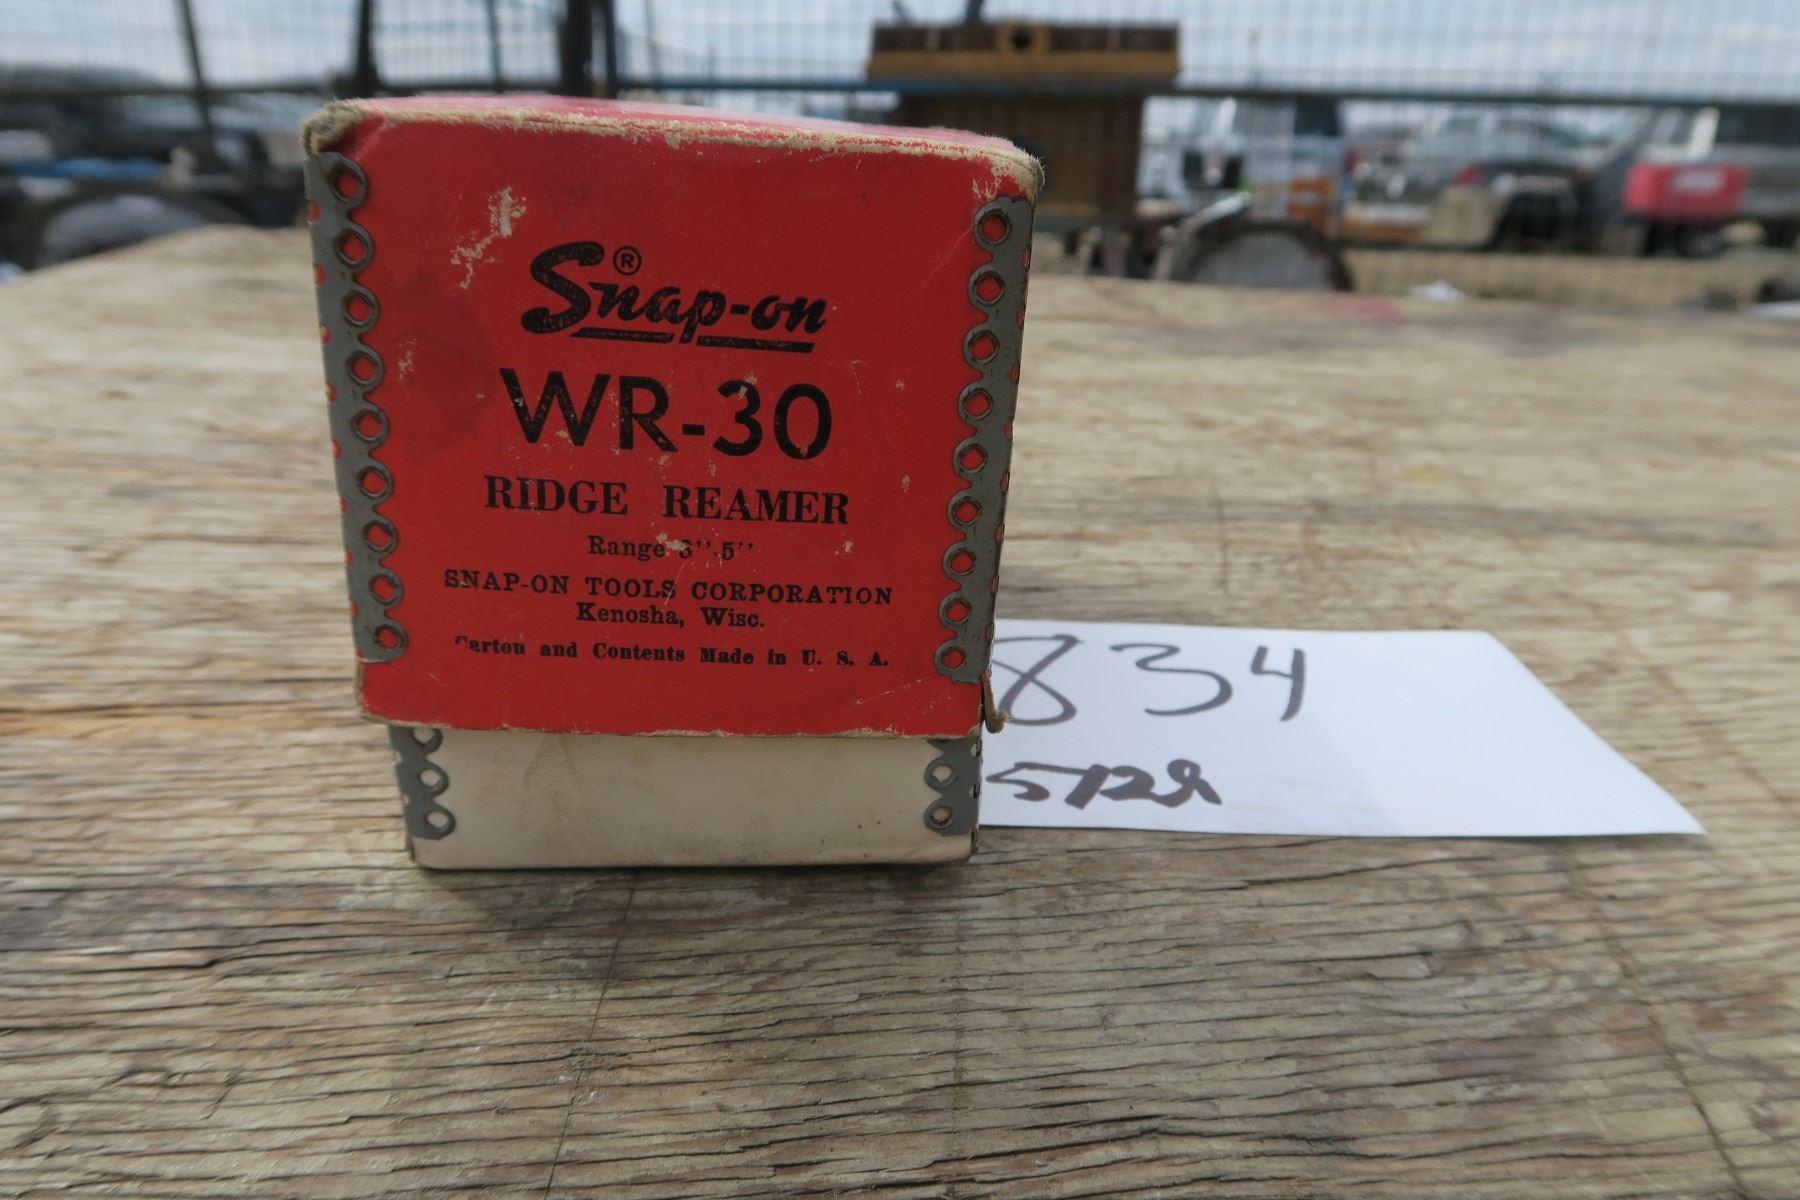 Snap-on ®
WR-30
RIDGE REAMER
Range 3"-5"
SNAP-ON TOOLS CORPORATION
Kenosha, Wisc.
Carton and Contents Made in U. S. A.
834